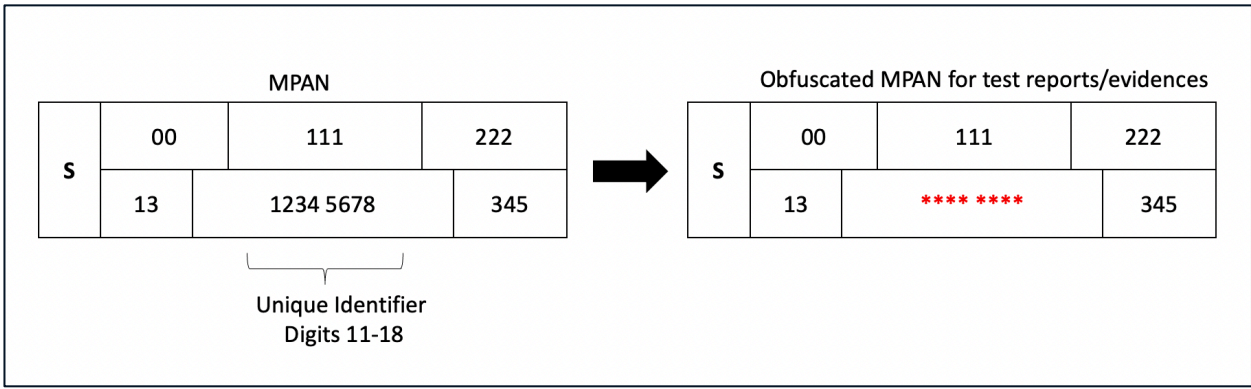 MPAN
S
00 111 222
13 1234 5678 345
Unique Identifier
Digits 11-18
Obfuscated MPAN for test reports/evidences
S
00 111 222
13 **** **** 345